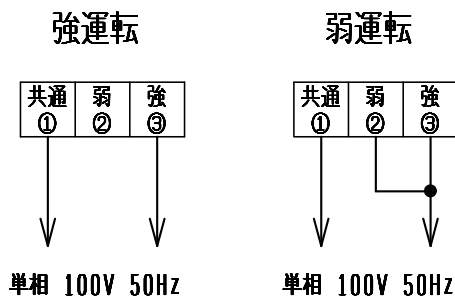 強運転
弱運転
共通 弱 強
① ② ③
共通 弱 強
① ② ③
単相 100V 50Hz
単相 100V 50Hz